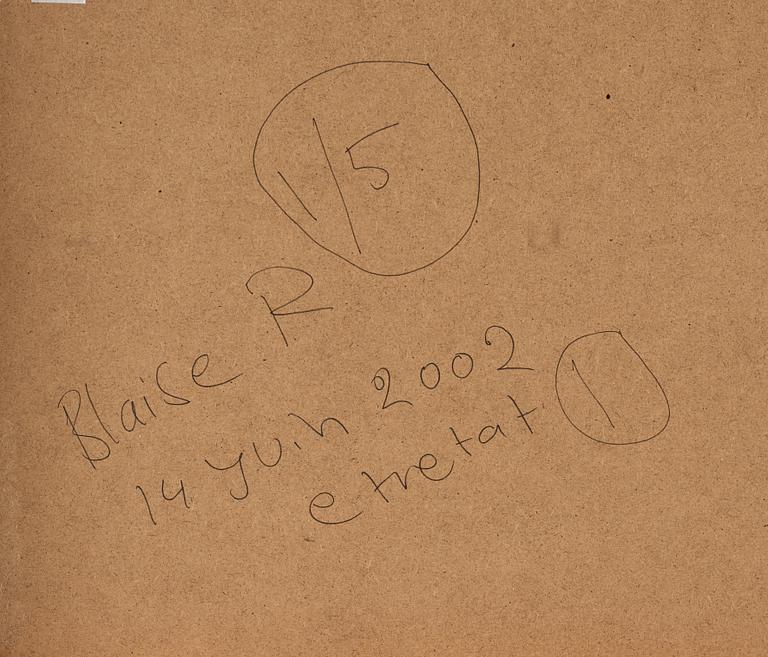 1/5
Blaise R
14 Juin 2002
etretat 1